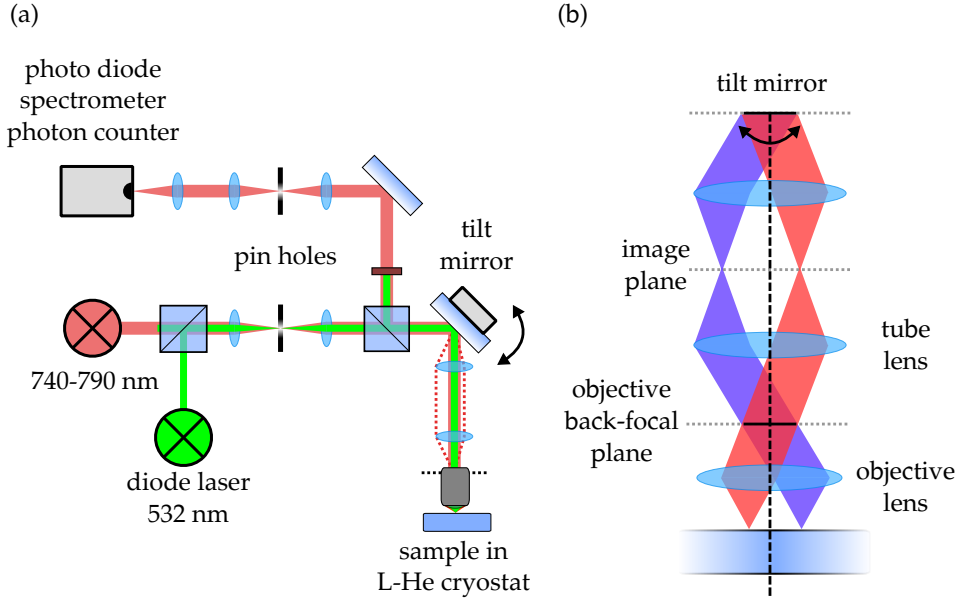 (a)
photo diode
spectrometer
photon counter
pin holes
tilt
mirror
740-790 nm
diode laser
532 nm
sample in
L-He cryostat
(b)
tilt mirror
image
plane
tube
lens
objective
back-focal
plane
objective
lens